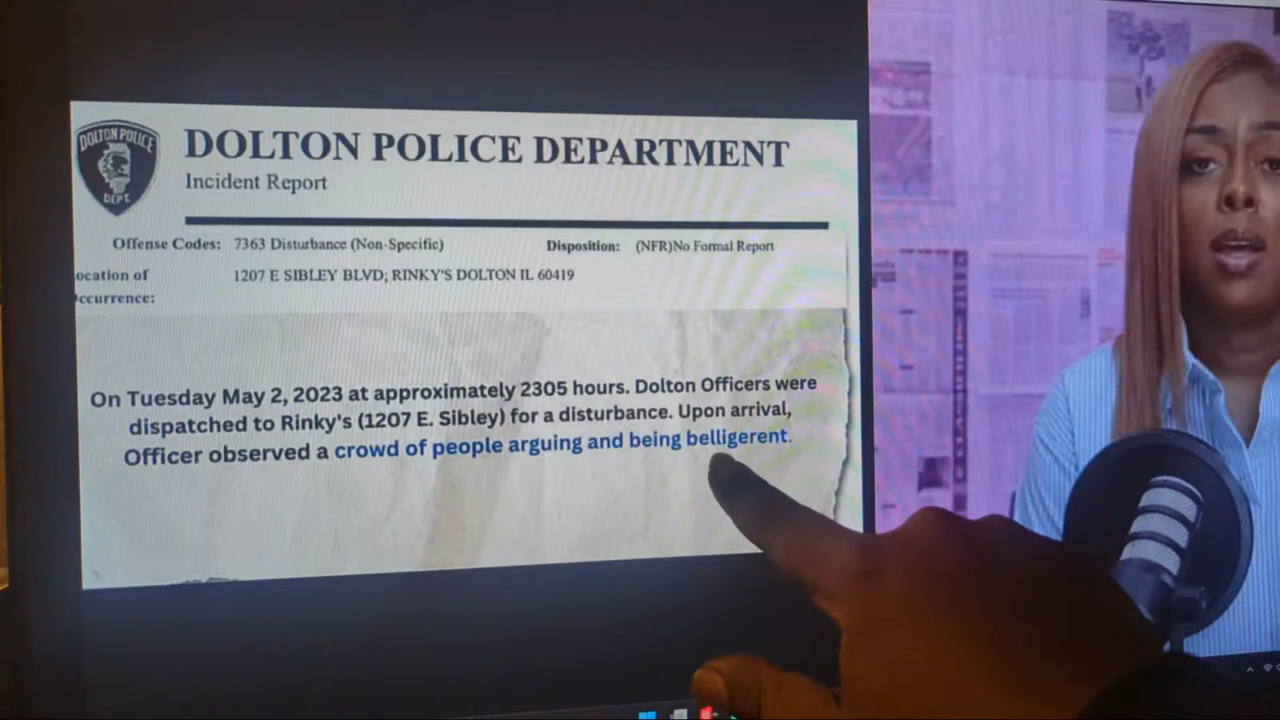 DOLTON POLICE
DEPT.
DOLTON POLICE DEPARTMENT
Incident Report
Offense Codes: 7363 Disturbance (Non-Specific) Disposition: (NFR)No Formal Report
ocation of 1207 E SIBLEY BLVD; RINKY'S DOLTON IL 60419
ccurrence:
On Tuesday May 2, 2023 at approximately 2305 hours. Dolton Officers were
dispatched to Rinky's (1207 E. Sibley) for a disturbance. Upon arrival,
Officer observed a crowd of people arguing and being belligerent.